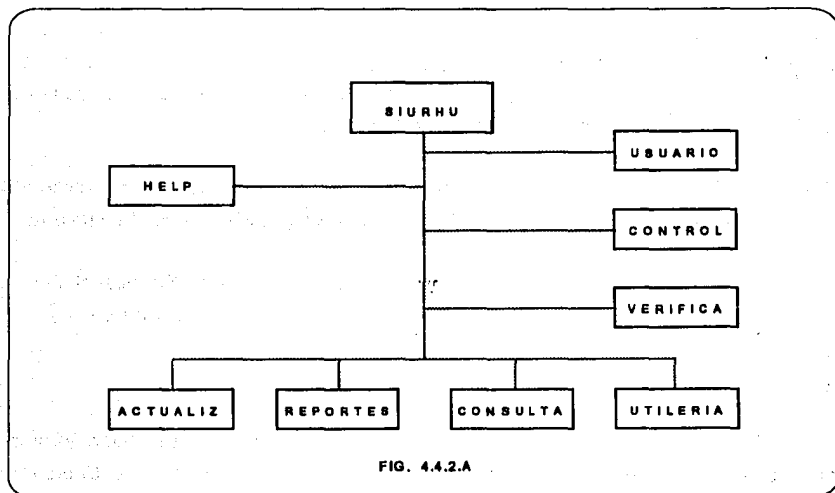 SIURHU
USUARIO
HELP
CONTROL
VERIFICA
ACTUALIZ REPORTES CONSULTA UTILERIA
FIG. 4.4.2.A